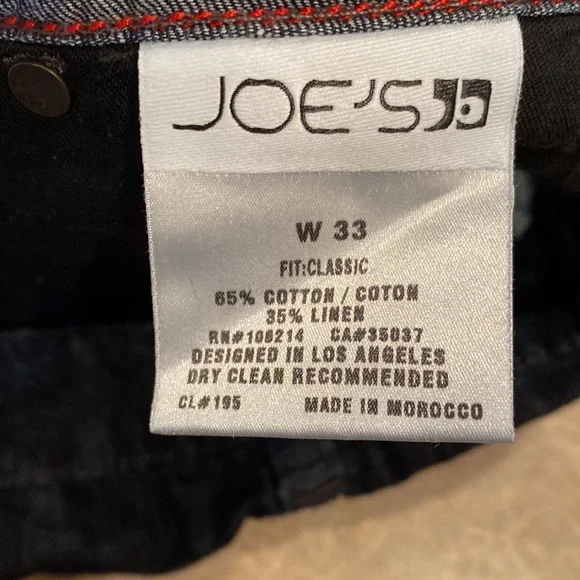 JOE'S
W 33
FIT:CLASSIC
65% COTTON / COTON
35% LINEN
RN#106214 CA#35037
DESIGNED IN LOS ANGELES
DRY CLEAN RECOMMENDED
CL#195 MADE IN MOROCCO